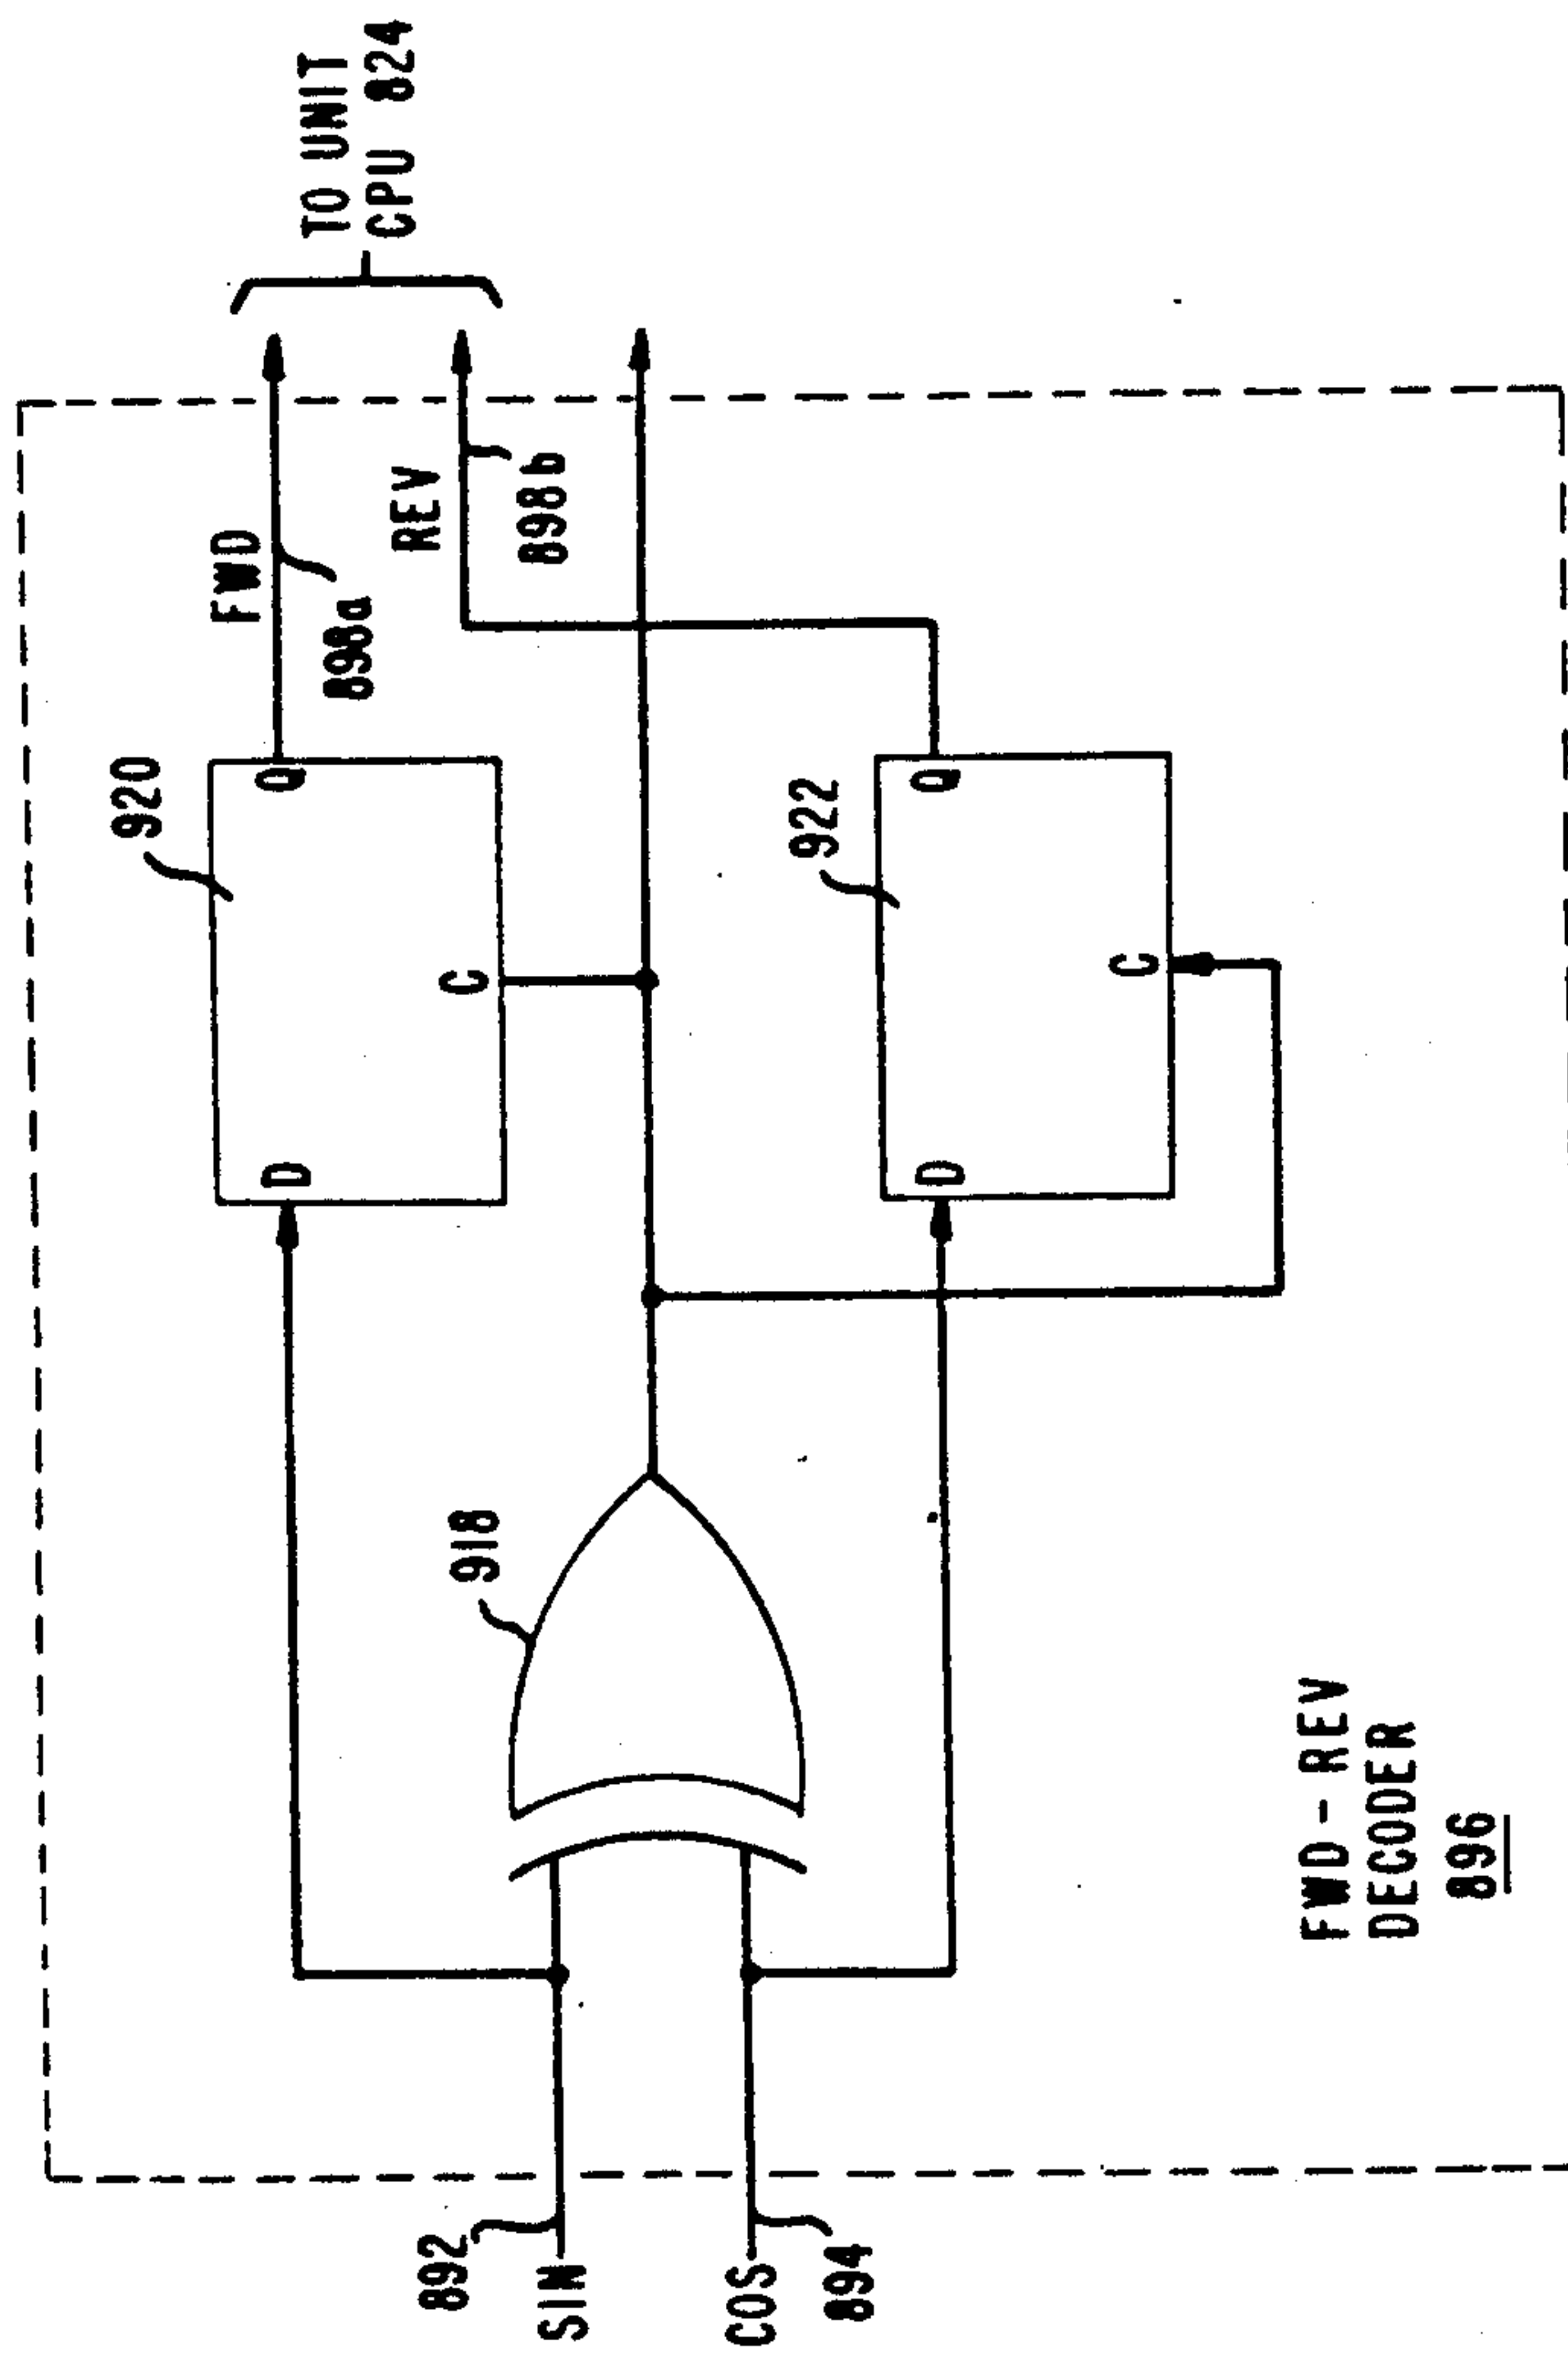 892
SIN
COS
894
918
920
D
C
Q
922
D
C
Q
FWD
898a
REV
898b
TO UNIT
CPU 824
FWD-REV
DECODER
896